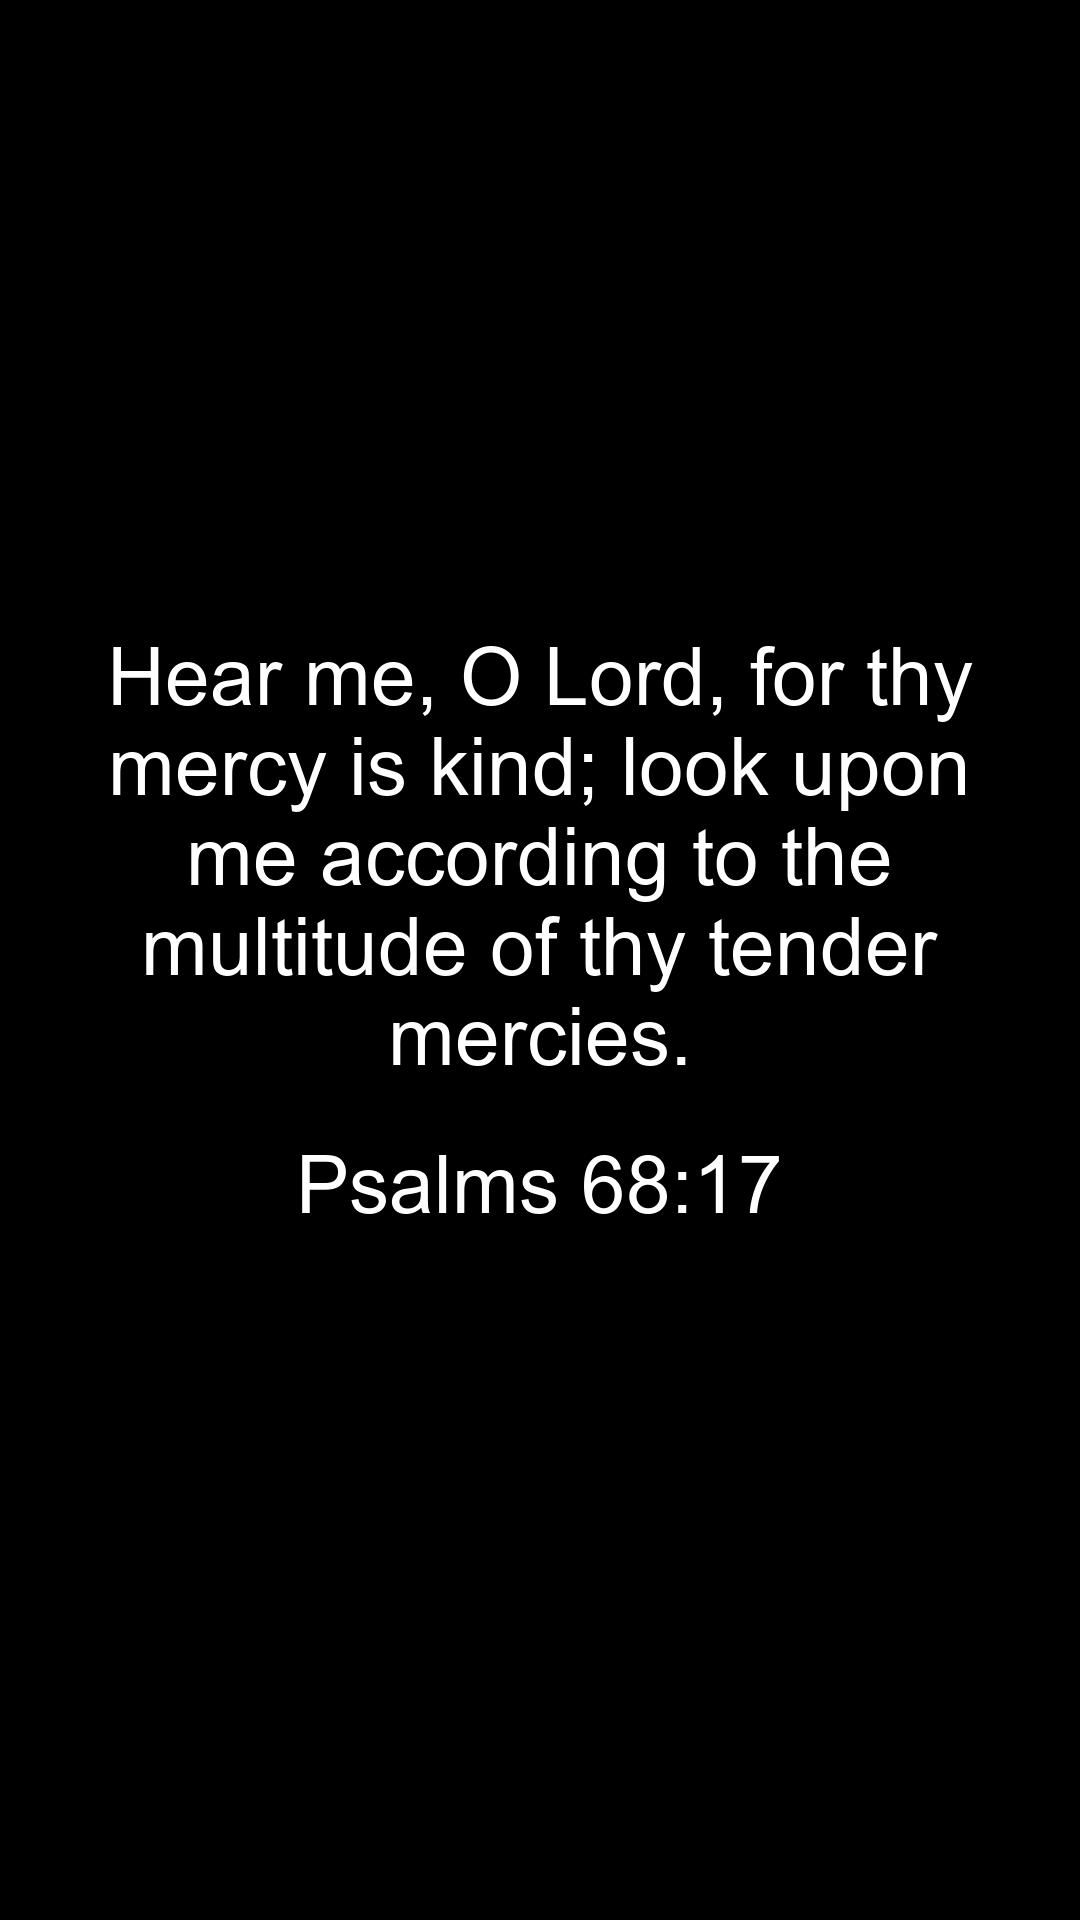 Hear me, O Lord, for thy
mercy is kind; look upon
me according to the
multitude of thy tender
mercies.
Psalms 68:17